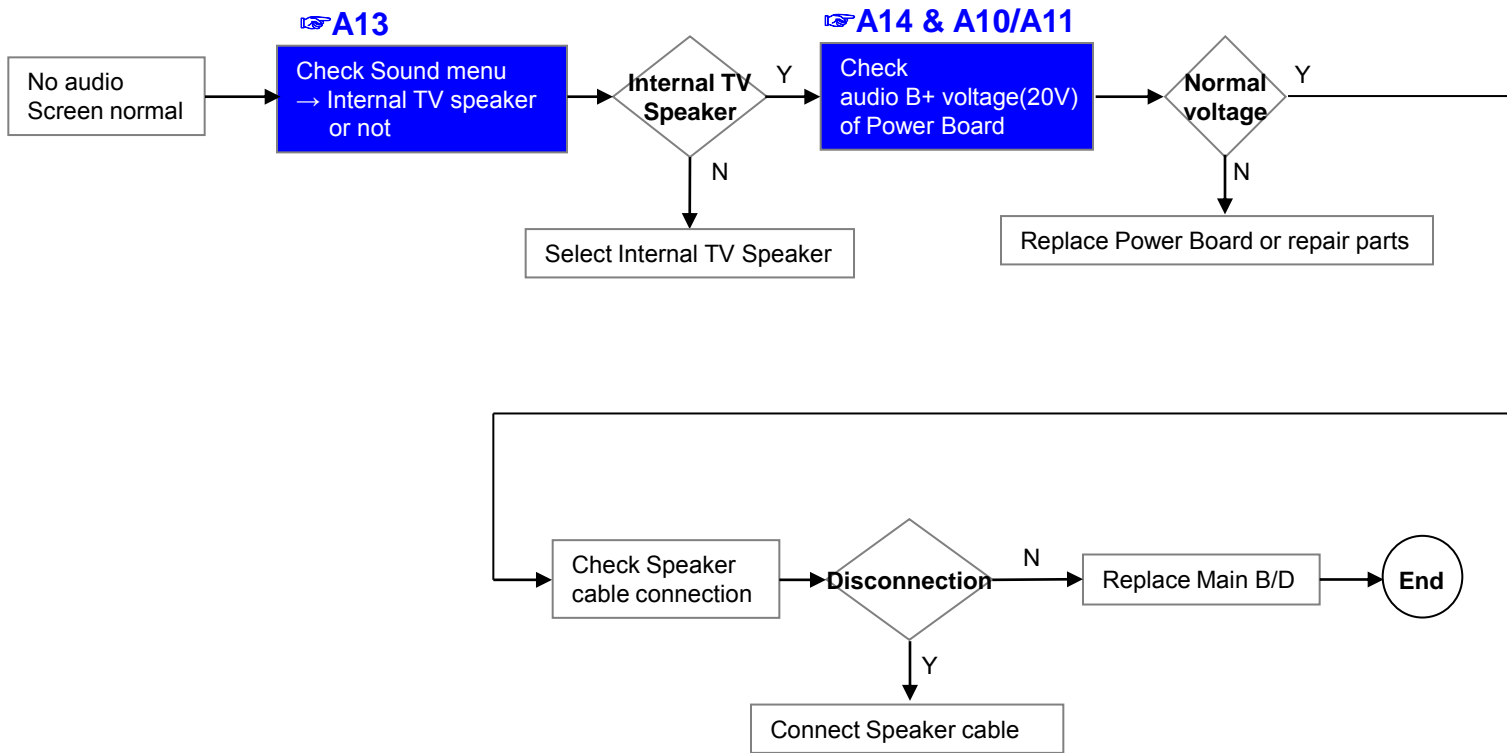 ☞A13
☞A14 & A10/A11
No audio
Screen normal
Check Sound menu
→ Internal TV speaker
or not
Internal TV
Speaker
Y
N
Select Internal TV Speaker
Check
audio B+ voltage(20V)
of Power Board
Normal
voltage
Y
N
Replace Power Board or repair parts
Check Speaker
cable connection
Disconnection
N
Replace Main B/D
End
Y
Connect Speaker cable